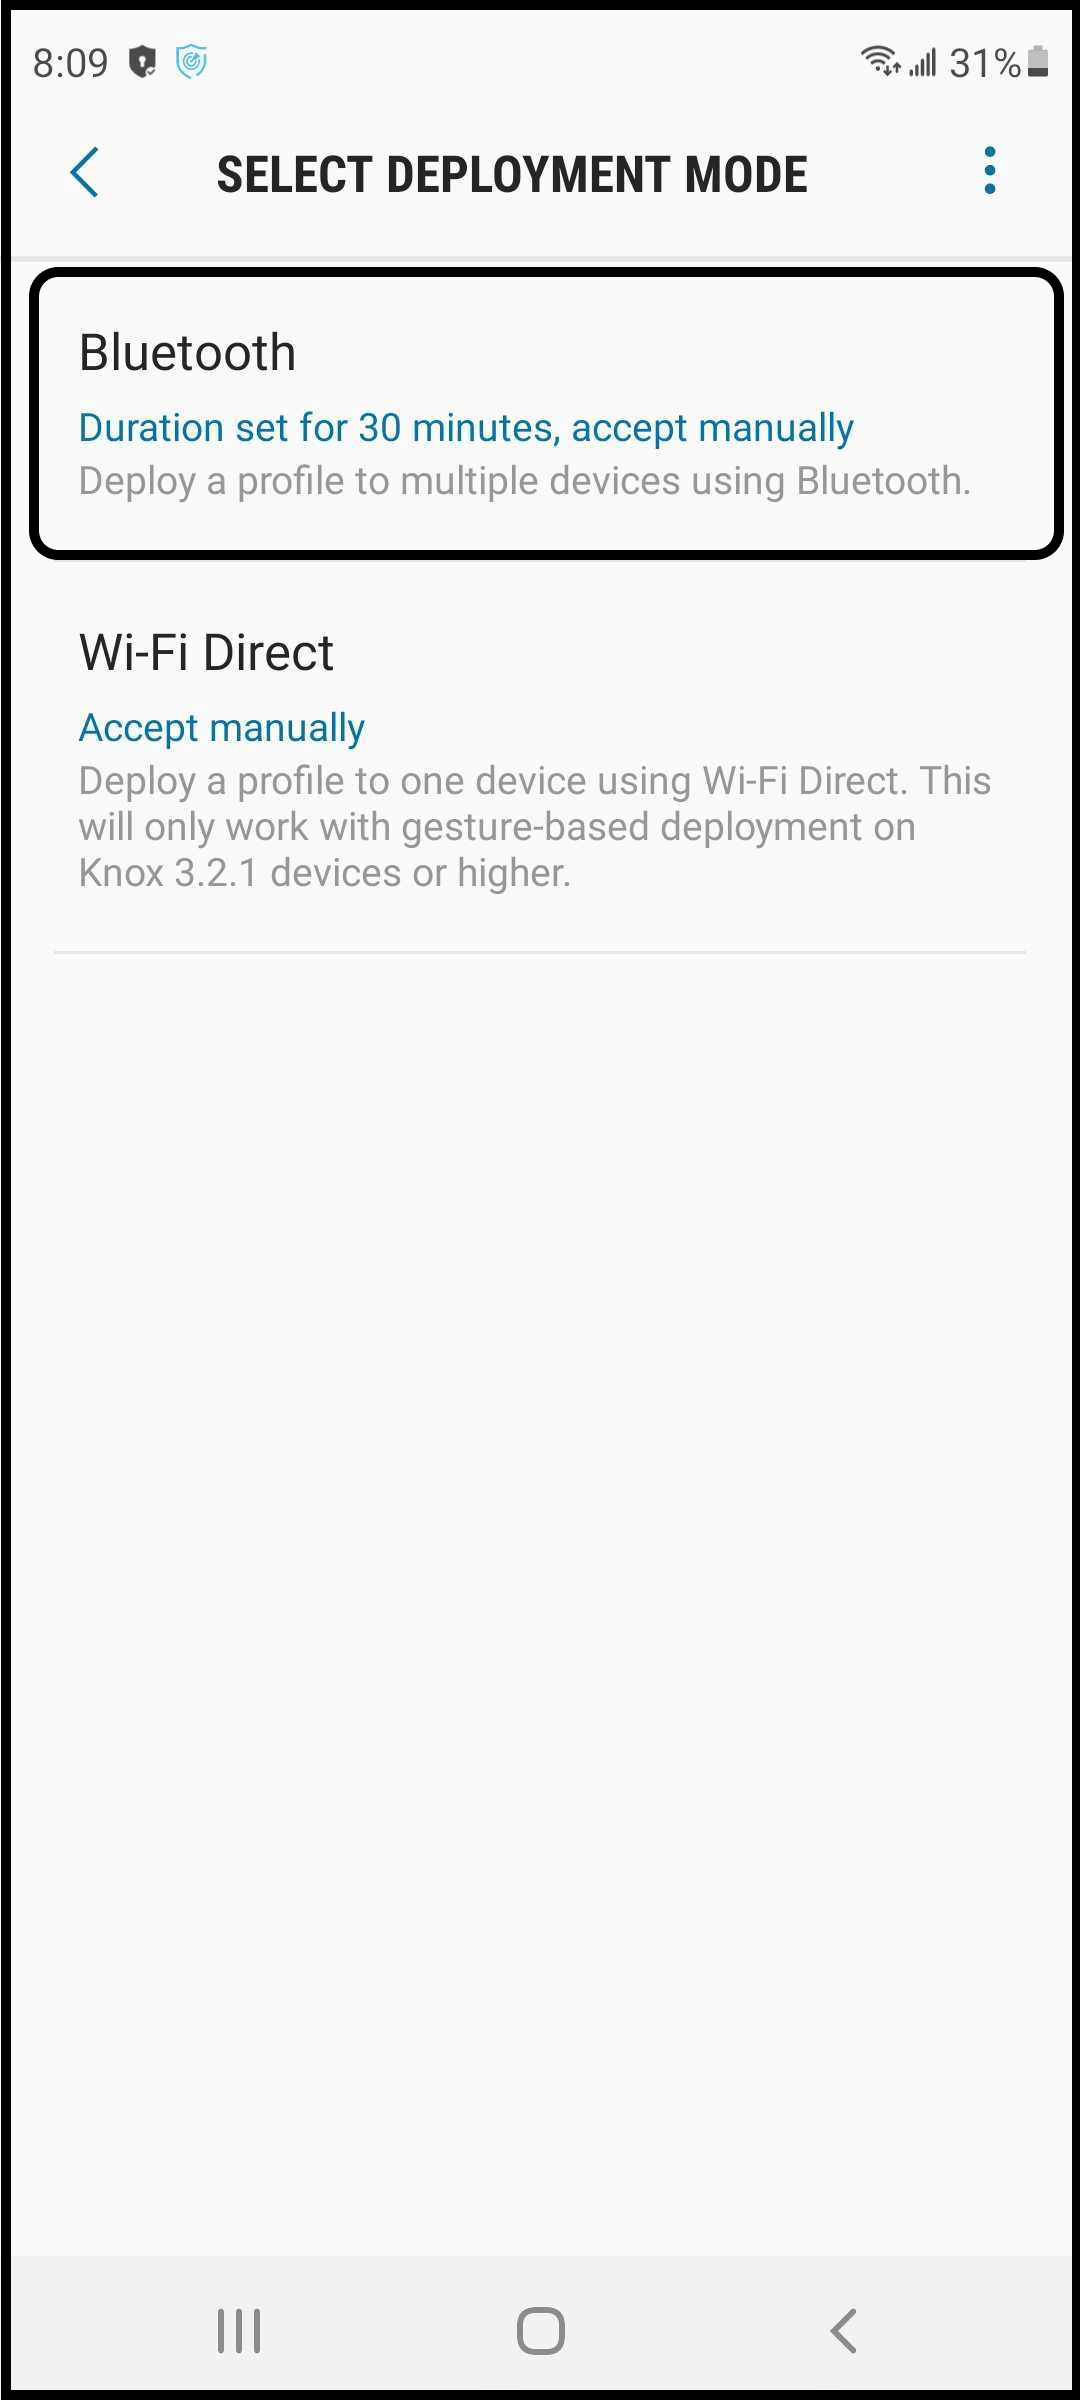 8:09 31%
SELECT DEPLOYMENT MODE
Bluetooth
Duration set for 30 minutes, accept manually
Deploy a profile to multiple devices using Bluetooth.
Wi-Fi Direct
Accept manually
Deploy a profile to one device using Wi-Fi Direct. This
will only work with gesture-based deployment on
Knox 3.2.1 devices or higher.